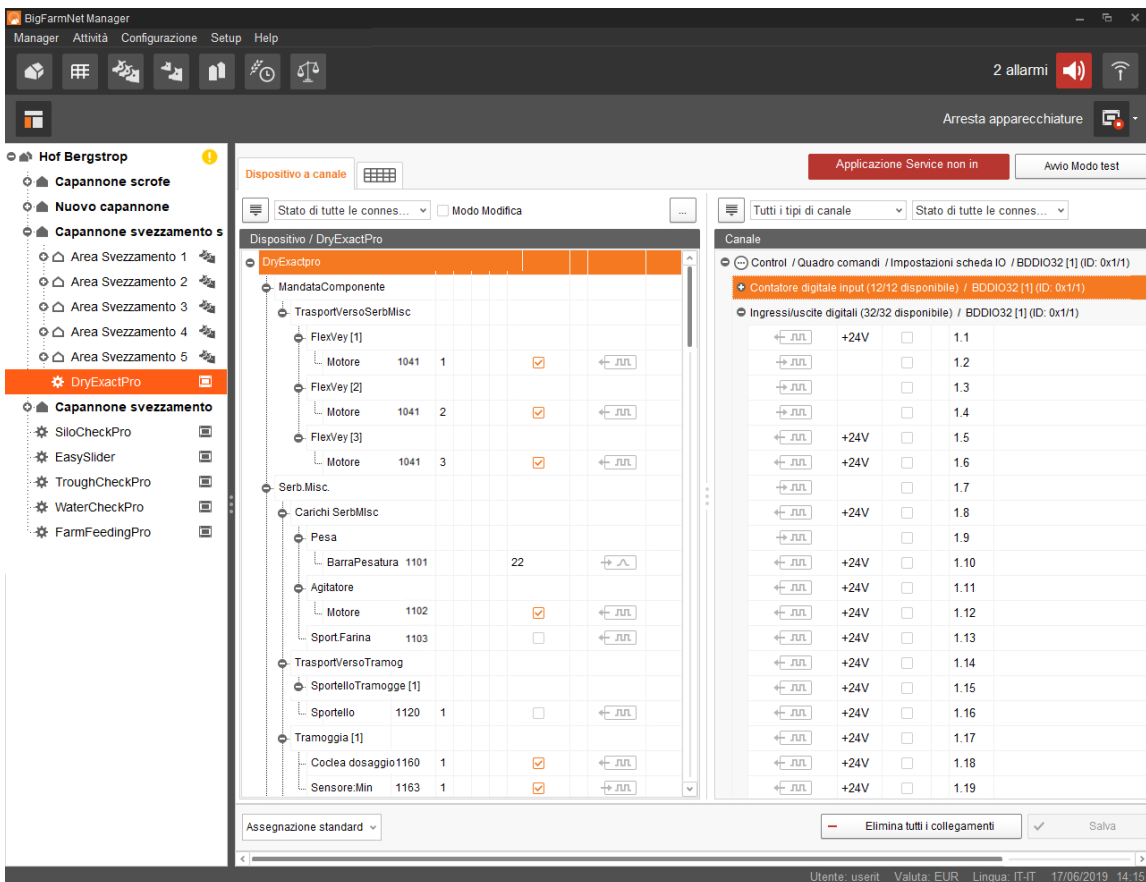 BigFarmNet Manager
Manager Attività Configurazione Setup Help
2 allarmi
Arresta apparecchiature
Hof Bergstrop
Capannone scrofe
Nuovo capannone
Capannone svezzamento s
Area Svezzamento 1
Area Svezzamento 2
Area Svezzamento 3
Area Svezzamento 4
Area Svezzamento 5
DryExactPro
Capannone svezzamento
SiloCheckPro
EasySlider
TroughCheckPro
WaterCheckPro
FarmFeedingPro
Dispositivo a canale
Applicazione Service non in
Avvio Modo test
Stato di tutte le connes... Modo Modifica ...
Dispositivo / DryExactPro
DryExactpro
MandataComponente
TrasportVersoSerbMisc
FlexVey [1]
Motore 1041 1
FlexVey [2]
Motore 1041 2
FlexVey [3]
Motore 1041 3
Serb.Misc.
Carichi SerbMIsc
Pesa
BarraPesatura 1101 22
Agitatore
Motore 1102
Sport.Farina 1103
TrasportVersoTramog
SportelloTramogge [1]
Sportello 1120 1
Tramoggia [1]
Coclea dosaggio1160 1
Sensore:Min 1163 1
Tutti i tipi di canale Stato di tutte le connes...
Canale
Control / Quadro comandi / Impostazioni scheda IO / BDDIO32 [1] (ID: 0x1/1)
Contatore digitale input (12/12 disponibile) / BDDIO32 [1] (ID: 0x1/1)
Ingressi/uscite digitali (32/32 disponibile) / BDDIO32 [1] (ID: 0x1/1)
+24V 1.1
1.2
1.3
1.4
+24V 1.5
+24V 1.6
1.7
+24V 1.8
1.9
+24V 1.10
+24V 1.11
+24V 1.12
+24V 1.13
+24V 1.14
+24V 1.15
+24V 1.16
+24V 1.17
+24V 1.18
+24V 1.19
Assegnazione standard
Elimina tutti i collegamenti
Salva
Utente: userit Valuta: EUR Lingua: IT-IT 17/06/2019 14:15